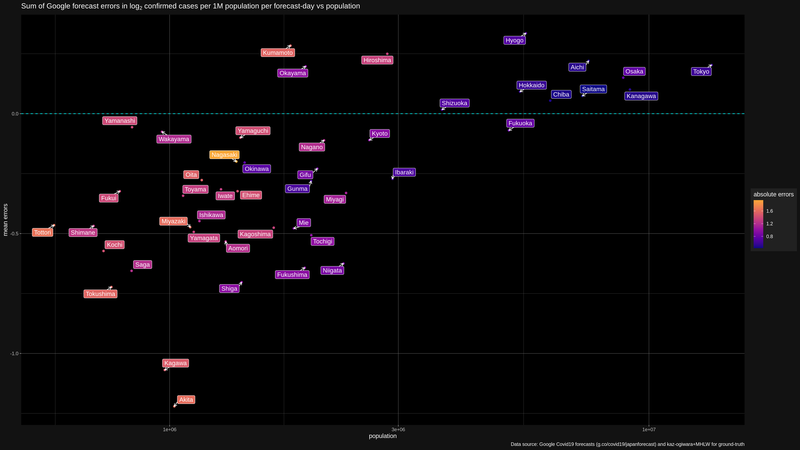 Sum of Google forecast errors in log₂ confirmed cases per 1M population per forecast-day vs population
Hyogo
Kumamoto
Hiroshima
Aichi
Okayama
Osaka
Tokyo
Hokkaido
Saitama
Chiba
Kanagawa
Shizuoka
0.0
Yamanashi
Fukuoka
Yamaguchi
Kyoto
Wakayama
Nagano
Nagasaki
Okinawa
Ibaraki
Oita
Gifu
Toyama
Gunma
Fukui
Iwate
Ehime
Miyagi
Ishikawa
Miyazaki
Mie
Tottori
Shimane
-0.5
Kagoshima
Yamagata
Tochigi
Kochi
Aomori
Saga
Niigata
Fukushima
Shiga
Tokushima
-1.0
Kagawa
Akita
mean errors
absolute errors
1.6
1.2
0.8
1e+06
3e+06
1e+07
population
Data source: Google Covid19 forecasts (g.co/covid19/japanforecast) and kaz-ogiwara+MHLW for ground-truth